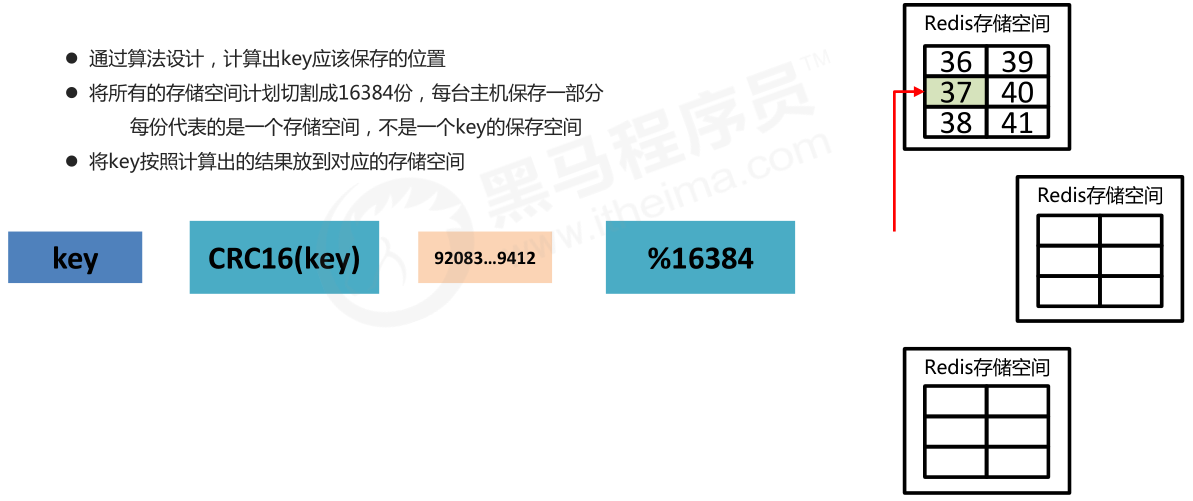 ● 通过算法设计，计算出key应该保存的位置
● 将所有的存储空间计划切割成16384份，每台主机保存一部分
每份代表的是一个存储空间，不是一个key的保存空间
● 将key按照计算出的结果放到对应的存储空间
key
CRC16(key)
92083...9412
%16384
Redis存储空间
36 39
37 40
38 41
Redis存储空间
Redis存储空间
黑马程序员™
www.itheima.com